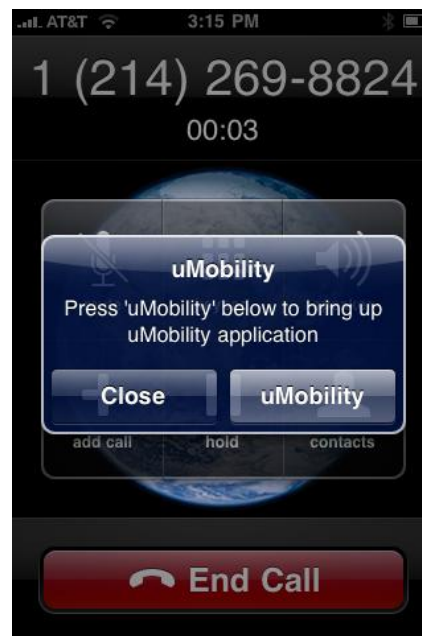 AT&T 3:15 PM
1 (214) 269-8824
00:03
uMobility
Press 'uMobility' below to bring up
uMobility application
Close uMobility
add call hold contacts
End Call